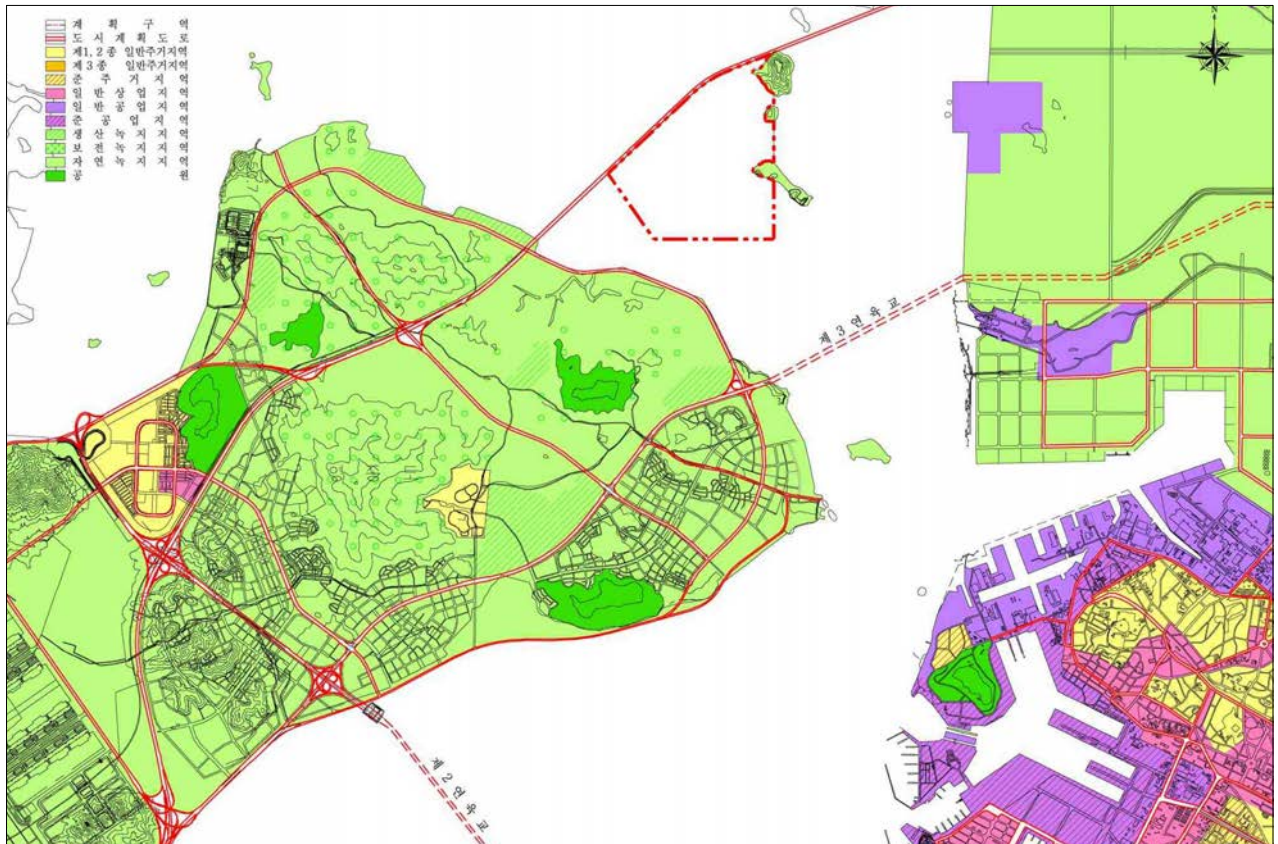 계획구역
도시계획도로
제1,2종 일반주거지역
제3종 일반주거지역
준주거지역
일반상업지역
일반공업지역
준공업지역
생산녹지지역
보전녹지지역
자연녹지지역
공원
N
제3연육교
제2연육교